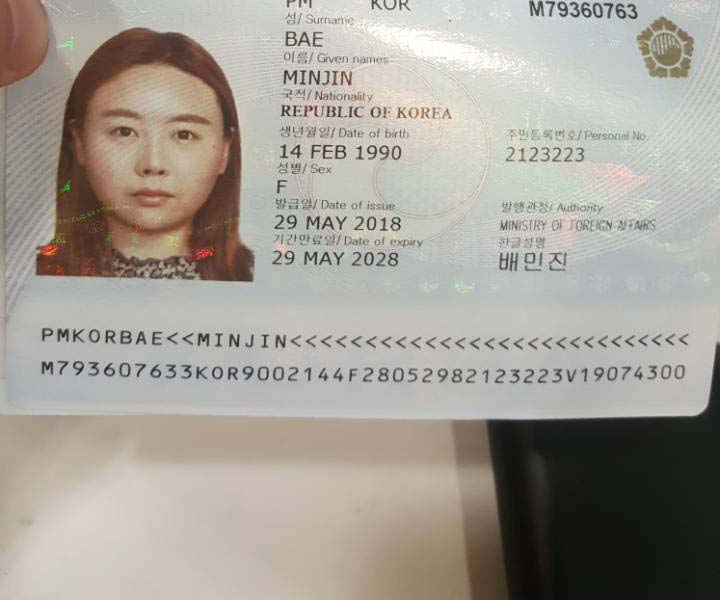 PM KOR M79360763
성/ Surname
BAE
이름/ Given names
MINJIN
국적/ Nationality
REPUBLIC OF KOREA
생년월일/ Date of birth 주민등록번호/ Personal No.
14 FEB 1990 2123223
성별/ Sex
F
발급일/ Date of issue 발행관청/ Authority
29 MAY 2018 MINISTRY OF FOREIGN AFFAIRS
기간만료일/ Date of expiry 한글성명
29 MAY 2028 배민진
PMKORBAE<<MINJIN<<<<<<<<<<<<<<<<<<<<<<<<<<<<
M793607633KOR9002144F28052982123223V19074300